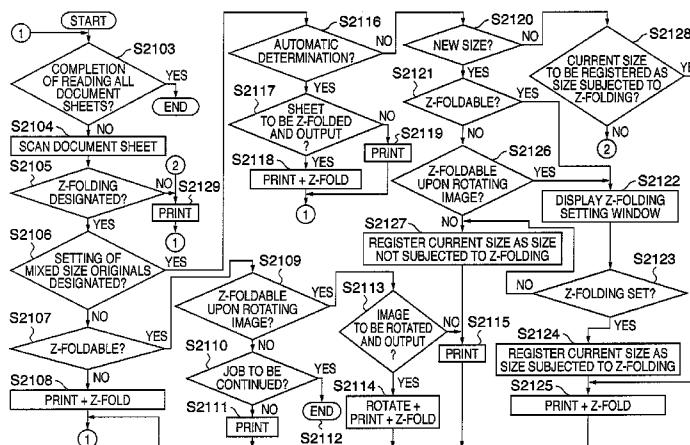 START
1
S2103
COMPLETION
OF READING ALL
DOCUMENT
SHEETS?
YES
END
NO
S2104
SCAN DOCUMENT SHEET
S2105
Z-FOLDING
DESIGNATED?
NO
2
S2129
PRINT
1
YES
S2106
SETTING OF
MIXED SIZE ORIGINALS
DESIGNATED?
YES
NO
S2107
Z-FOLDABLE?
YES
NO
S2108
PRINT + Z-FOLD
1
S2116
AUTOMATIC
DETERMINATION?
NO
YES
S2117
SHEET
TO BE Z-FOLDED
AND OUTPUT
?
NO
S2119
PRINT
YES
S2118
PRINT + Z-FOLD
1
S2109
Z-FOLDABLE
UPON ROTATING
IMAGE?
YES
NO
S2110
JOB TO BE
CONTINUED?
YES
END
S2112
NO
S2111
PRINT
S2113
IMAGE
TO BE ROTATED
AND OUTPUT
?
NO
S2115
PRINT
YES
S2114
ROTATE +
PRINT + Z-FOLD
S2120
NEW SIZE?
NO
YES
S2121
Z-FOLDABLE?
YES
NO
S2126
Z-FOLDABLE
UPON ROTATING
IMAGE?
YES
NO
S2127
REGISTER CURRENT SIZE AS SIZE
NOT SUBJECTED TO Z-FOLDING
S2128
CURRENT SIZE
TO BE REGISTERED AS
SIZE SUBJECTED TO
Z-FOLDING?
YES
NO
2
S2122
DISPLAY Z-FOLDING
SETTING WINDOW
S2123
Z-FOLDING SET?
NO
YES
S2124
REGISTER CURRENT SIZE AS
SIZE SUBJECTED TO Z-FOLDING
S2125
PRINT + Z-FOLD